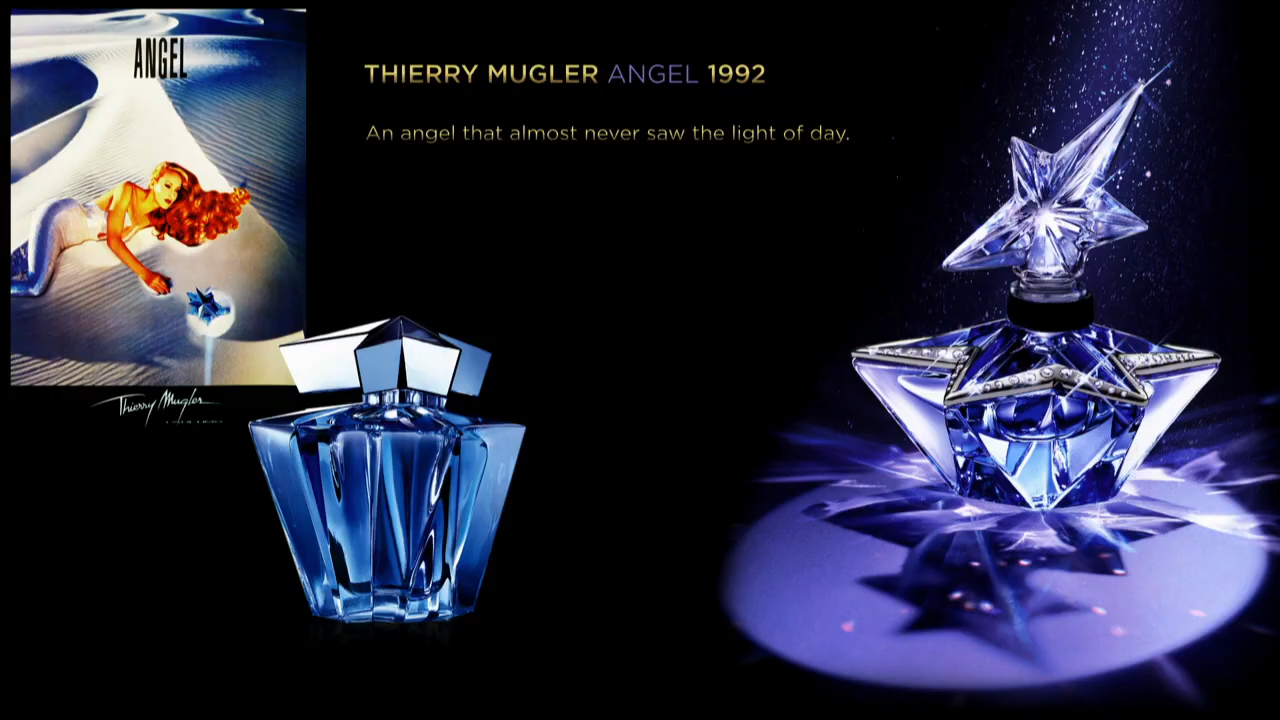 ANGEL
THIERRY MUGLER ANGEL 1992
An angel that almost never saw the light of day.
Thierry Mugler